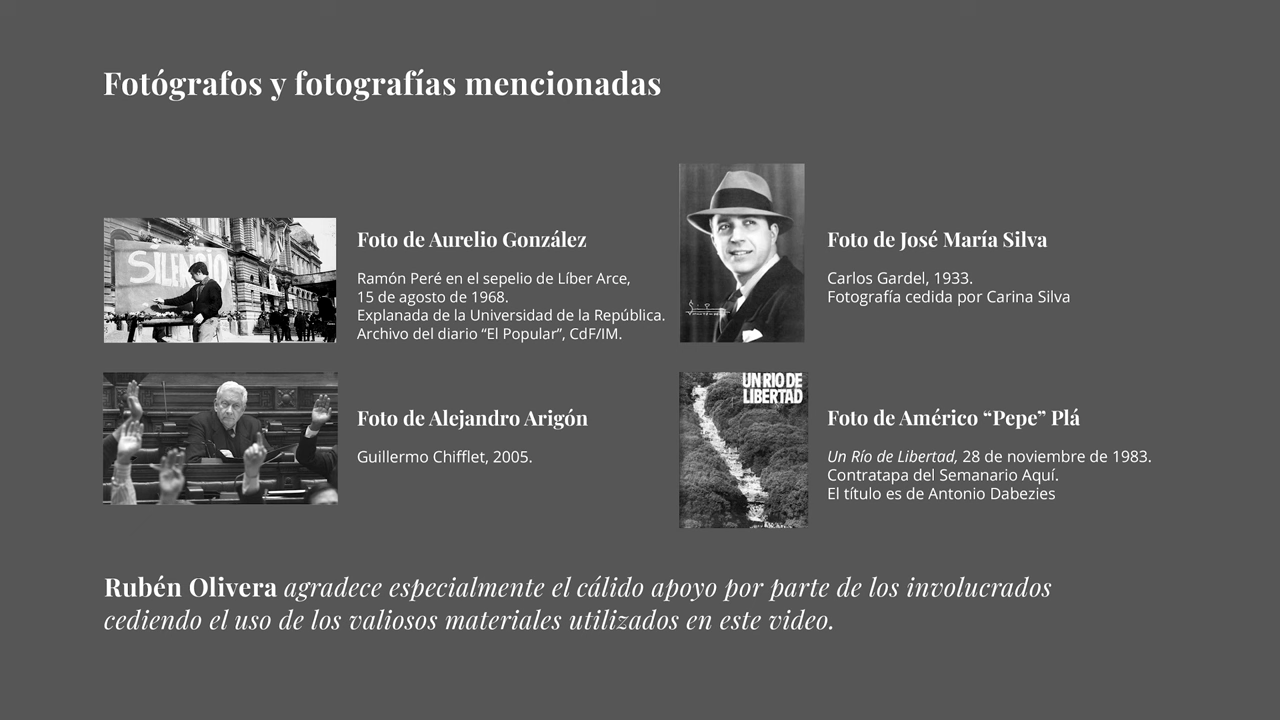 Fotógrafos y fotografías mencionadas
SILENCIO
Foto de Aurelio González
Ramón Peré en el sepelio de Líber Arce,
15 de agosto de 1968.
Explanada de la Universidad de la República.
Archivo del diario “El Popular”, CdF/IM.
Foto de José María Silva
Carlos Gardel, 1933.
Fotografía cedida por Carina Silva
Foto de Alejandro Arigón
Guillermo Chifflet, 2005.
UN RIO DE
LIBERTAD
Foto de Américo “Pepe” Plá
Un Río de Libertad, 28 de noviembre de 1983.
Contratapa del Semanario Aquí.
El título es de Antonio Dabezies
Rubén Olivera agradece especialmente el cálido apoyo por parte de los involucrados
cediendo el uso de los valiosos materiales utilizados en este video.